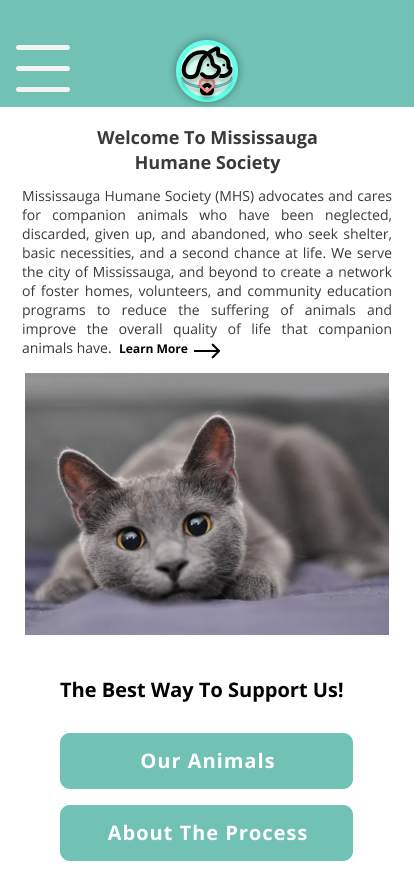 Welcome To Mississauga
Humane Society
Mississauga Humane Society (MHS) advocates and cares
for companion animals who have been neglected,
discarded, given up, and abandoned, who seek shelter,
basic necessities, and a second chance at life. We serve
the city of Mississauga, and beyond to create a network
of foster homes, volunteers, and community education
programs to reduce the suffering of animals and
improve the overall quality of life that companion
animals have. Learn More
The Best Way To Support Us!
Our Animals
About The Process